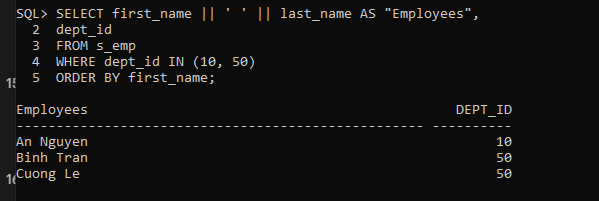 SQL> SELECT first_name || ' ' || last_name AS "Employees",
  2  dept_id
  3  FROM s_emp
  4  WHERE dept_id IN (10, 50)
  5  ORDER BY first_name;
Employees                                              DEPT_ID
--------------------------------------------------- ----------
An Nguyen                                                   10
Binh Tran                                                   50
Cuong Le                                                    50